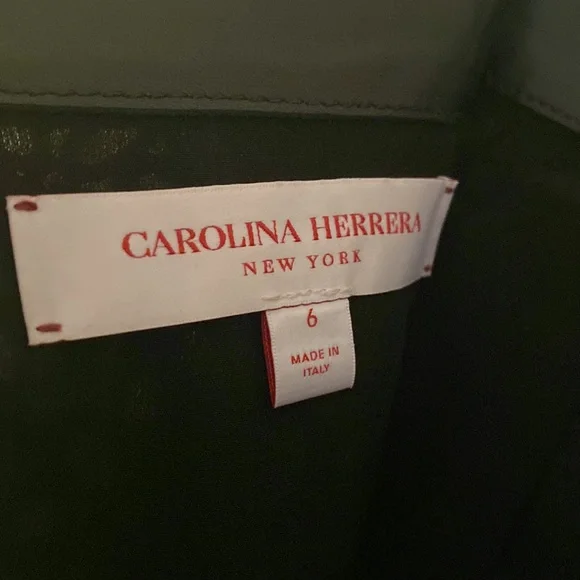 CAROLINA HERRERA
NEW YORK
6
MADE IN
ITALY